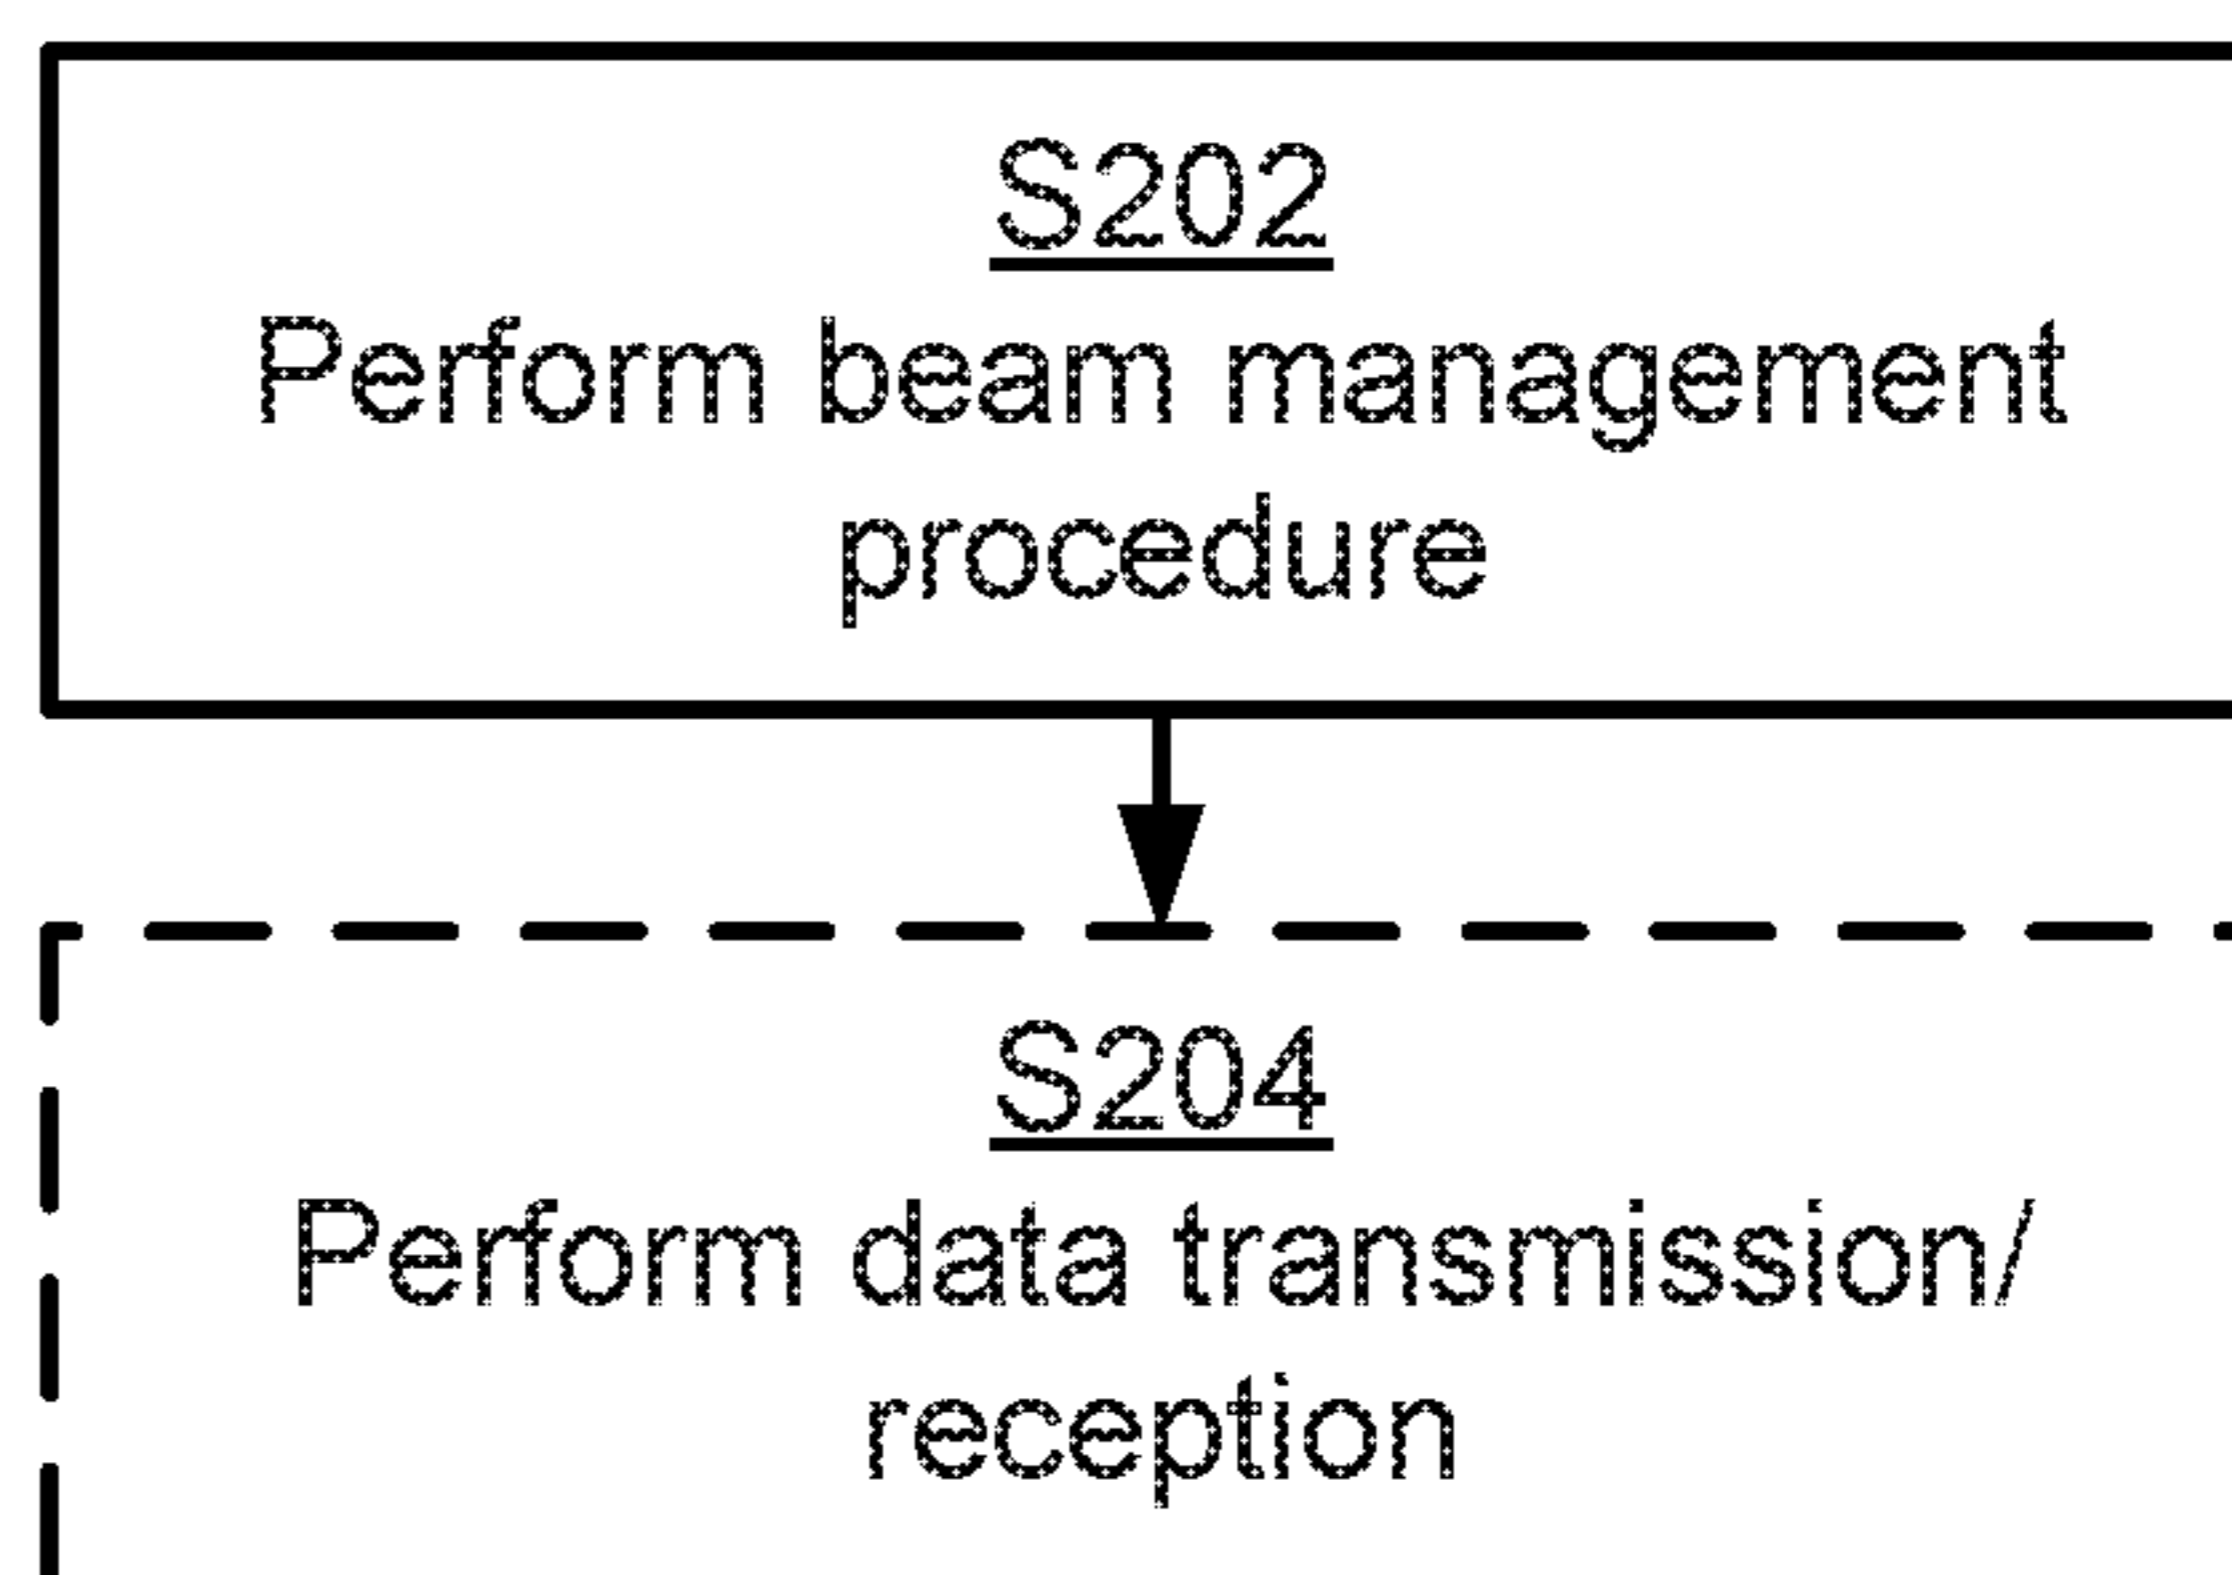 S202
Perform beam management
procedure
S204
Perform data transmission/
reception